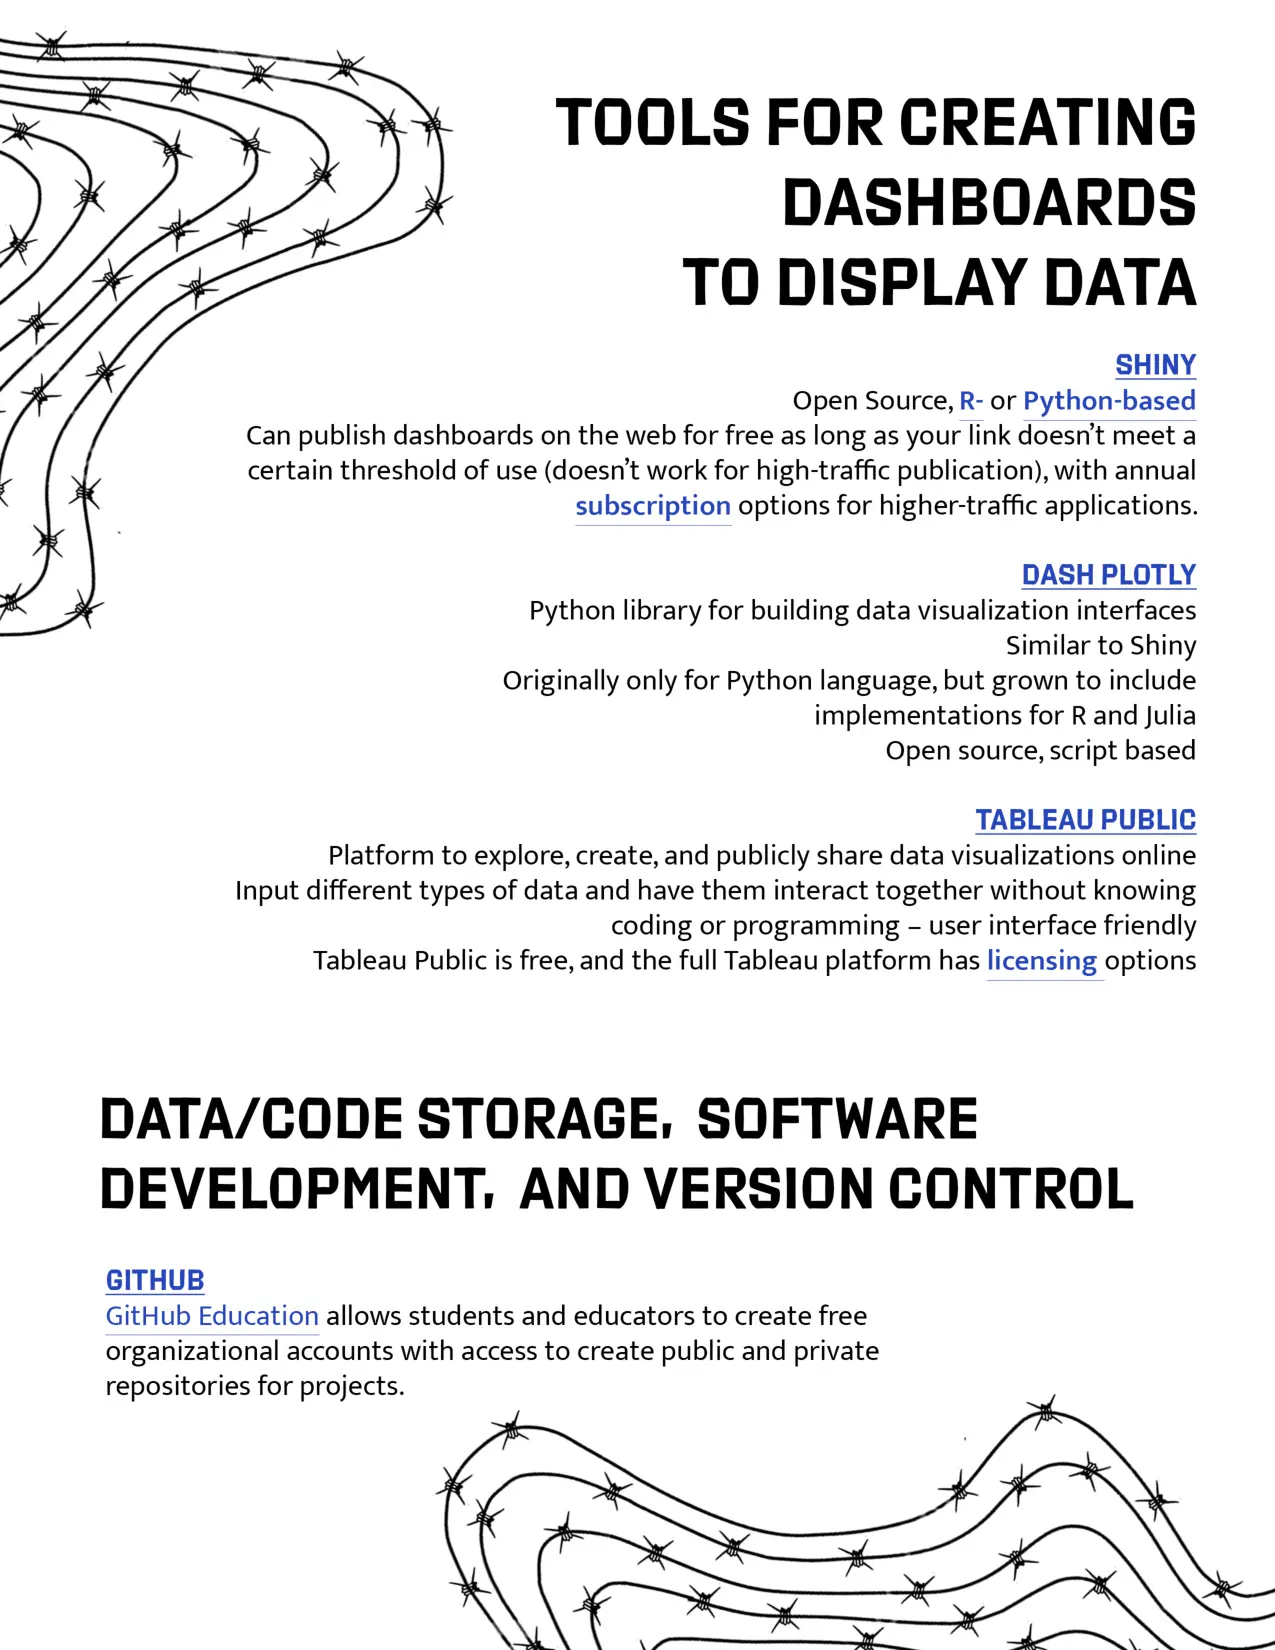 TOOLS FOR CREATING
DASHBOARDS
TO DISPLAY DATA
SHINY
Open Source, R- or Python-based
Can publish dashboards on the web for free as long as your link doesn't meet a
certain threshold of use (doesn't work for high-traffic publication), with annual
subscription options for higher-traffic applications.
DASH PLOTLY
Python library for building data visualization interfaces
Similar to Shiny
Originally only for Python language, but grown to include
implementations for R and Julia
Open source, script based
TABLEAU PUBLIC
Platform to explore, create, and publicly share data visualizations online
Input different types of data and have them interact together without knowing
coding or programming – user interface friendly
Tableau Public is free, and the full Tableau platform has licensing options
DATA/CODE STORAGE, SOFTWARE
DEVELOPMENT, AND VERSION CONTROL
GITHUB
GitHub Education allows students and educators to create free
organizational accounts with access to create public and private
repositories for projects.